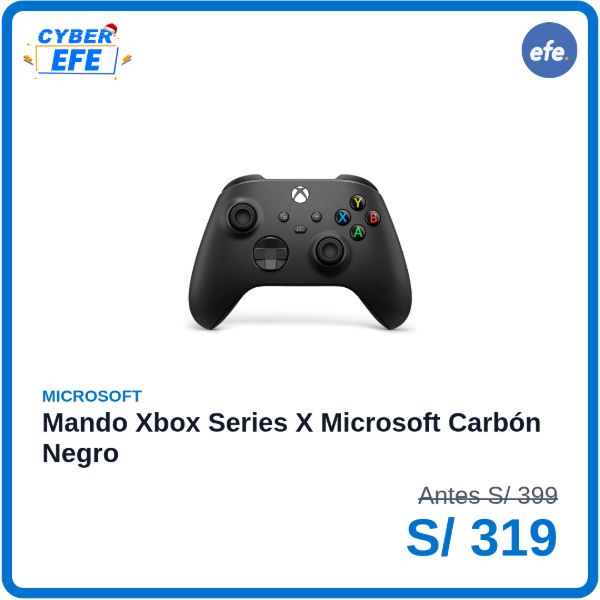 CYBER
EFE
efe.
Y
X
B
A
MICROSOFT
Mando Xbox Series X Microsoft Carbón
Negro
Antes S/ 399
S/ 319